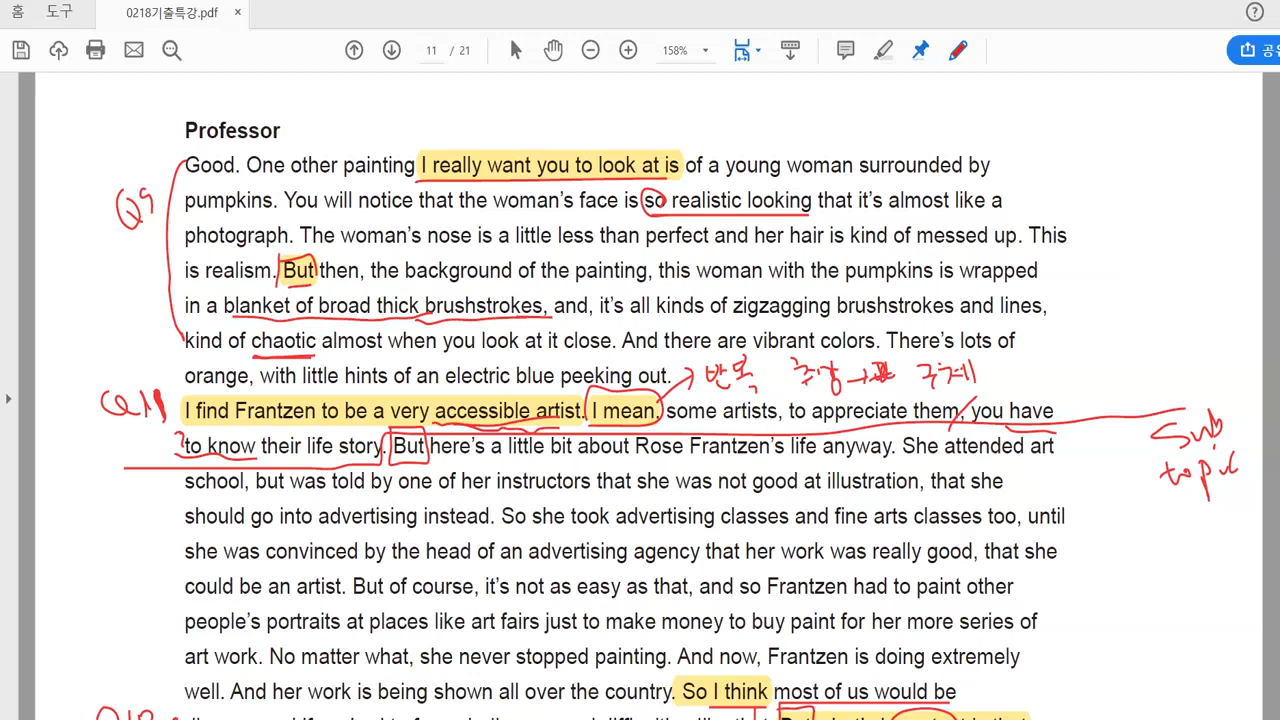 홈 도구 0218기출특강.pdf ×
11 / 21 158% 공유
Professor
Good. One other painting I really want you to look at is of a young woman surrounded by
Q9
pumpkins. You will notice that the woman's face is so realistic looking that it's almost like a
photograph. The woman's nose is a little less than perfect and her hair is kind of messed up. This
is realism. But then, the background of the painting, this woman with the pumpkins is wrapped
in a blanket of broad thick brushstrokes, and, it's all kinds of zigzagging brushstrokes and lines,
kind of chaotic almost when you look at it close. And there are vibrant colors. There's lots of
orange, with little hints of an electric blue peeking out.
반복 추상 → 구체
I find Frantzen to be a very accessible artist. I mean, some artists, to appreciate them, you have
to know their life story. But here's a little bit about Rose Frantzen's life anyway. She attended art
Sub
topic
school, but was told by one of her instructors that she was not good at illustration, that she
should go into advertising instead. So she took advertising classes and fine arts classes too, until
she was convinced by the head of an advertising agency that her work was really good, that she
could be an artist. But of course, it's not as easy as that, and so Frantzen had to paint other
people's portraits at places like art fairs just to make money to buy paint for her more series of
art work. No matter what, she never stopped painting. And now, Frantzen is doing extremely
well. And her work is being shown all over the country. So I think most of us would be